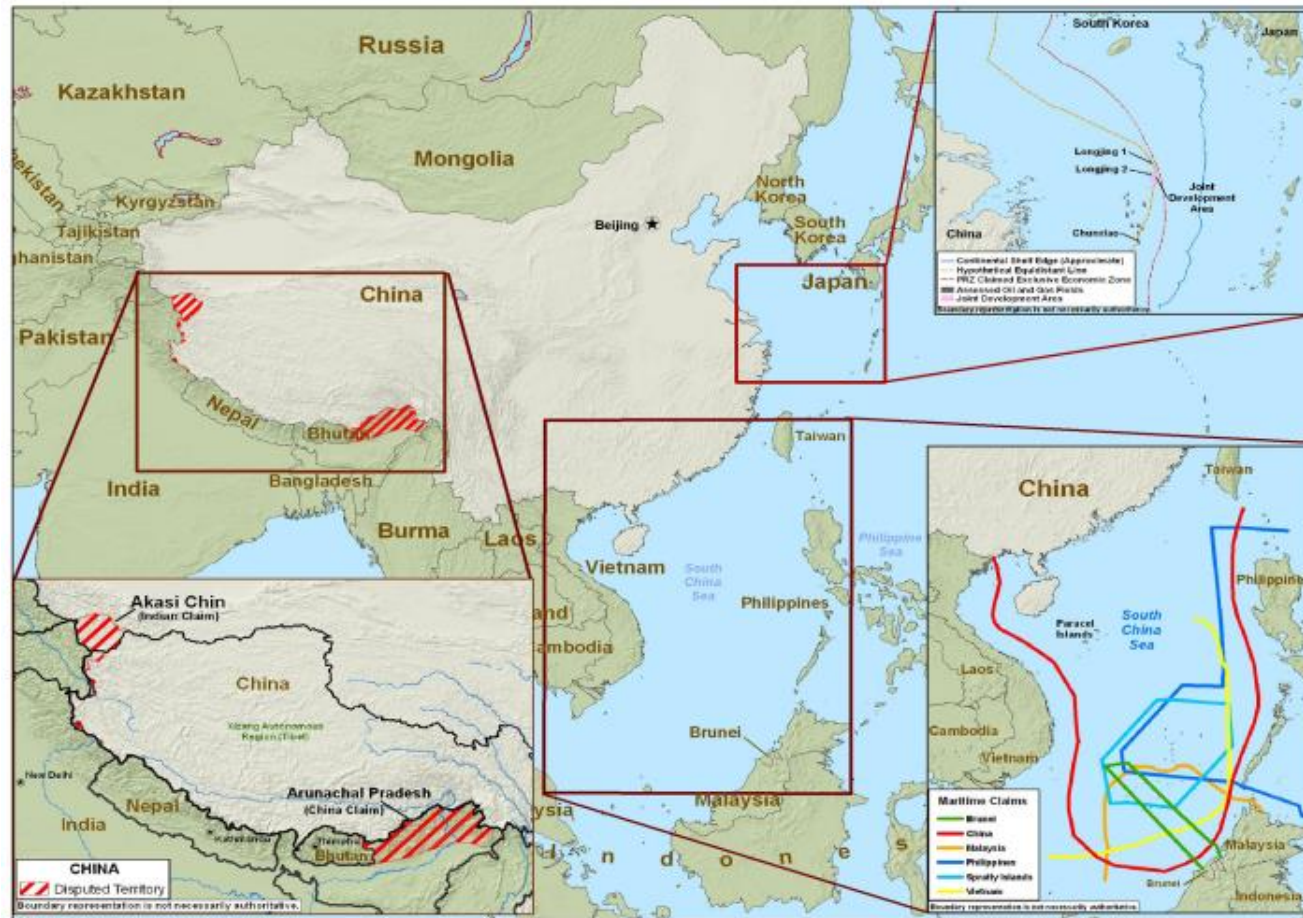 Russia
Kazakhstan
Mongolia
Kyrgyzstan
Tajikistan
Pakistan
China
Beijing
North
Korea
South
Korea
Japan
Nepal
Bhutan
India
Bangladesh
Burma
Laos
Vietnam
Taiwan
South
China
Sea
Philippine
Sea
Philippines
Brunei
Malaysia
Indones
South Korea
Japan
Longjing 1
Longjing 2
Joint
Development
Area
China
Chunxiao
Continental Shelf Edge (Approximate)
Hypothetical Equidistant Line
PRZ Claimed Exclusive Economic Zone
Assessed Oil and Gas Fields
Joint Development Area
Boundary representation is not necessarily authoritative.
Akasi Chin
(Indian Claim)
China
Xizang Autonomous
Region (Tibet)
New Delhi
Arunachal Pradesh
(China Claim)
Nepal
India
Kathmandu
Bhutan
CHINA
Disputed Territory
Boundary representation is not necessarily authoritative.
China
Taiwan
Philippines
South
China
Sea
Paracel
Islands
Laos
Cambodia
Vietnam
Maritime Claims
Brunei
China
Malaysia
Philippines
Spratly Islands
Vietnam
Malaysia
Brunei
Indonesia
Boundary representation is not necessarily authoritative.